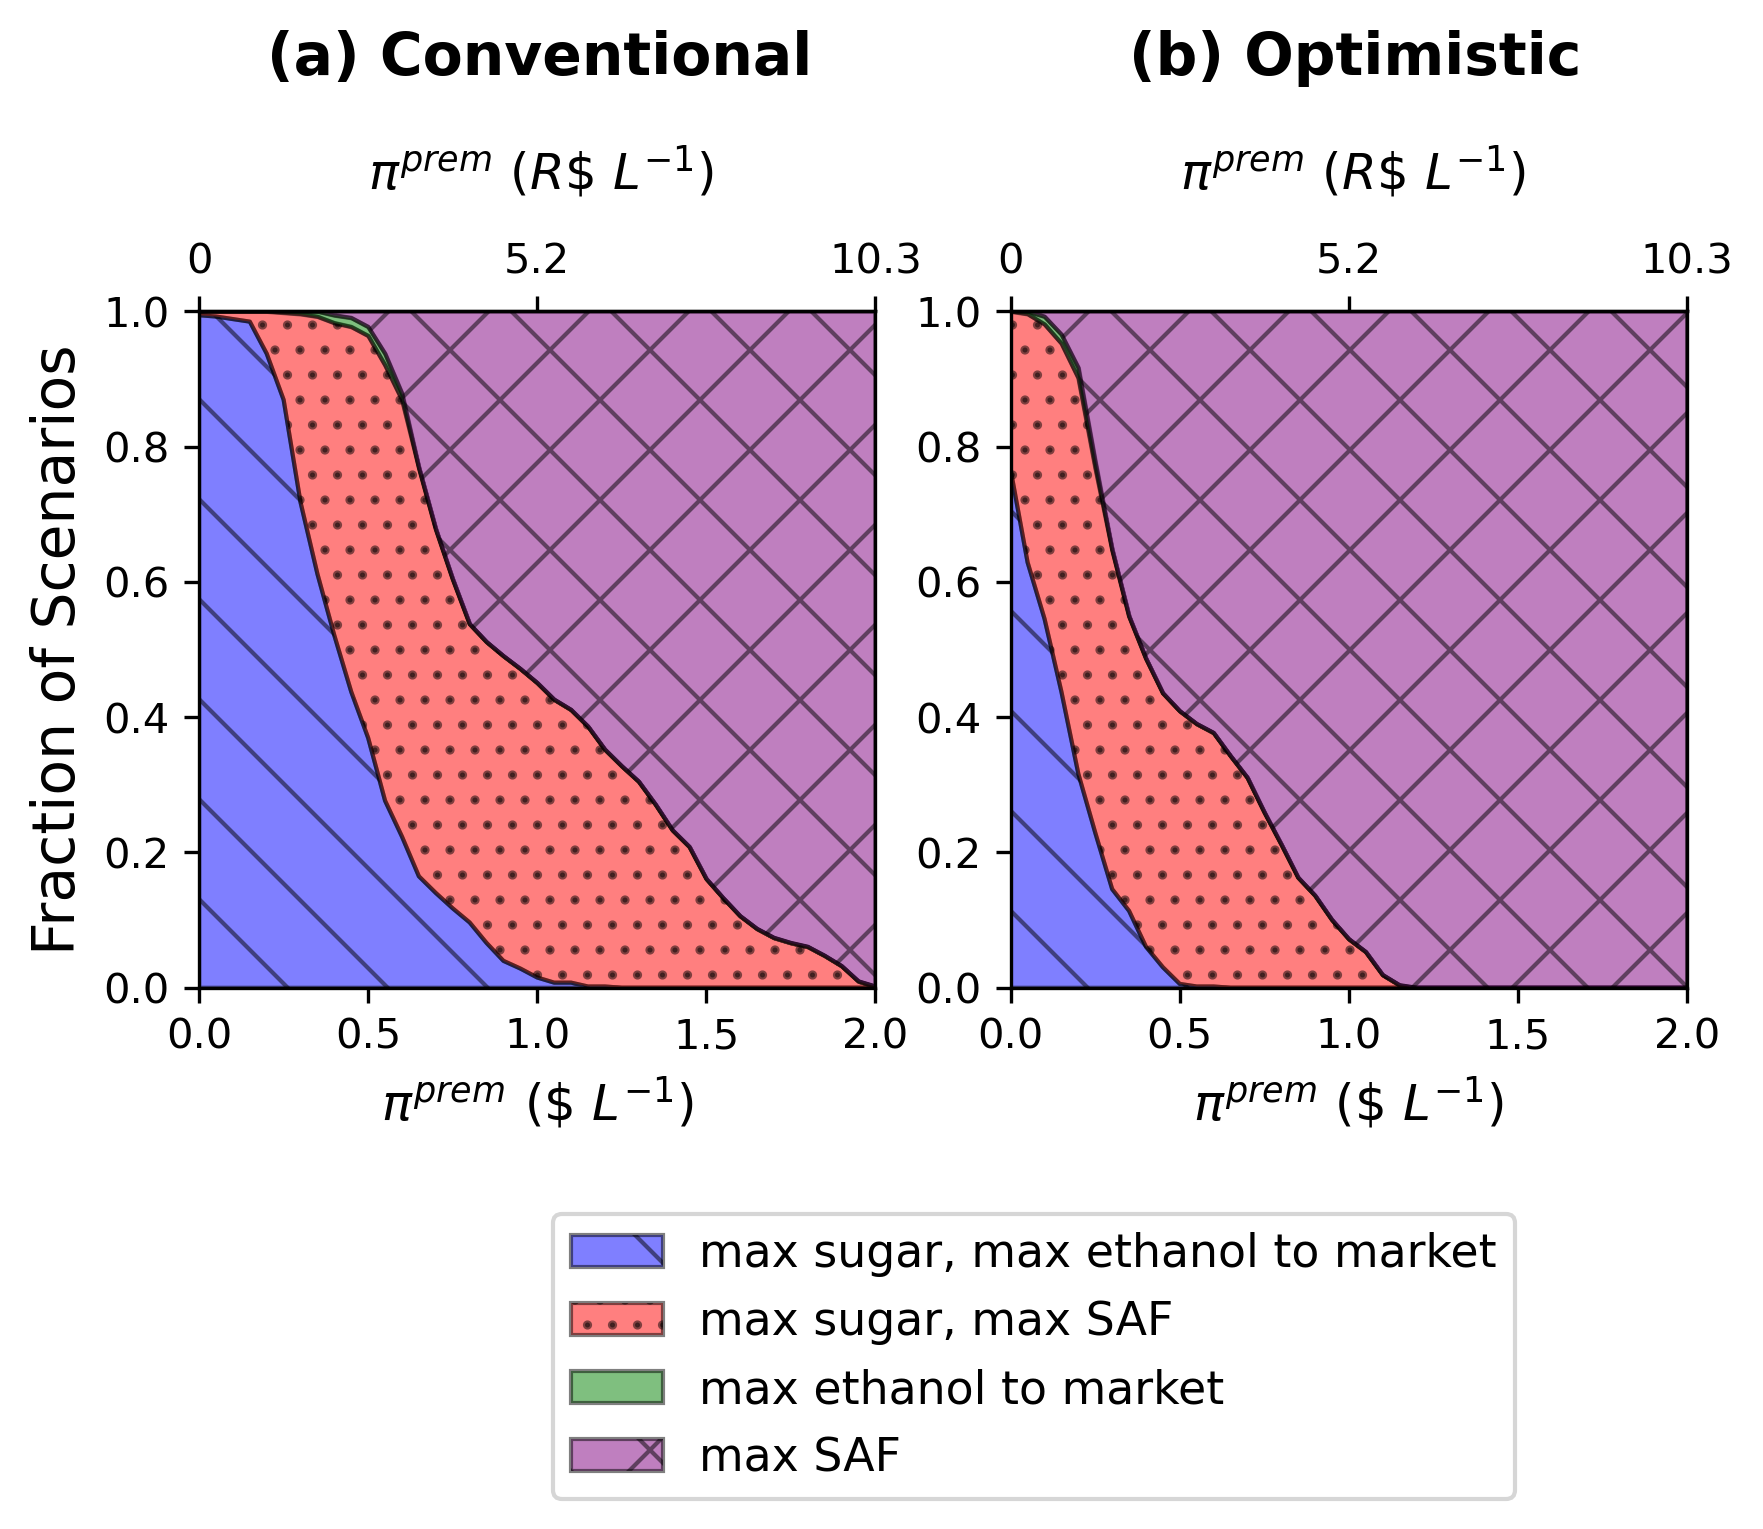 (a) Conventional
(b) Optimistic
π^prem (R$ L^−1)
π^prem (R$ L^−1)
0 5.2 10.3
0 5.2 10.3
Fraction of Scenarios
1.0
0.8
0.6
0.4
0.2
0.0
1.0
0.8
0.6
0.4
0.2
0.0
0.0 0.5 1.0 1.5 2.0
0.0 0.5 1.0 1.5 2.0
π^prem ($ L^−1)
π^prem ($ L^−1)
max sugar, max ethanol to market
max sugar, max SAF
max ethanol to market
max SAF